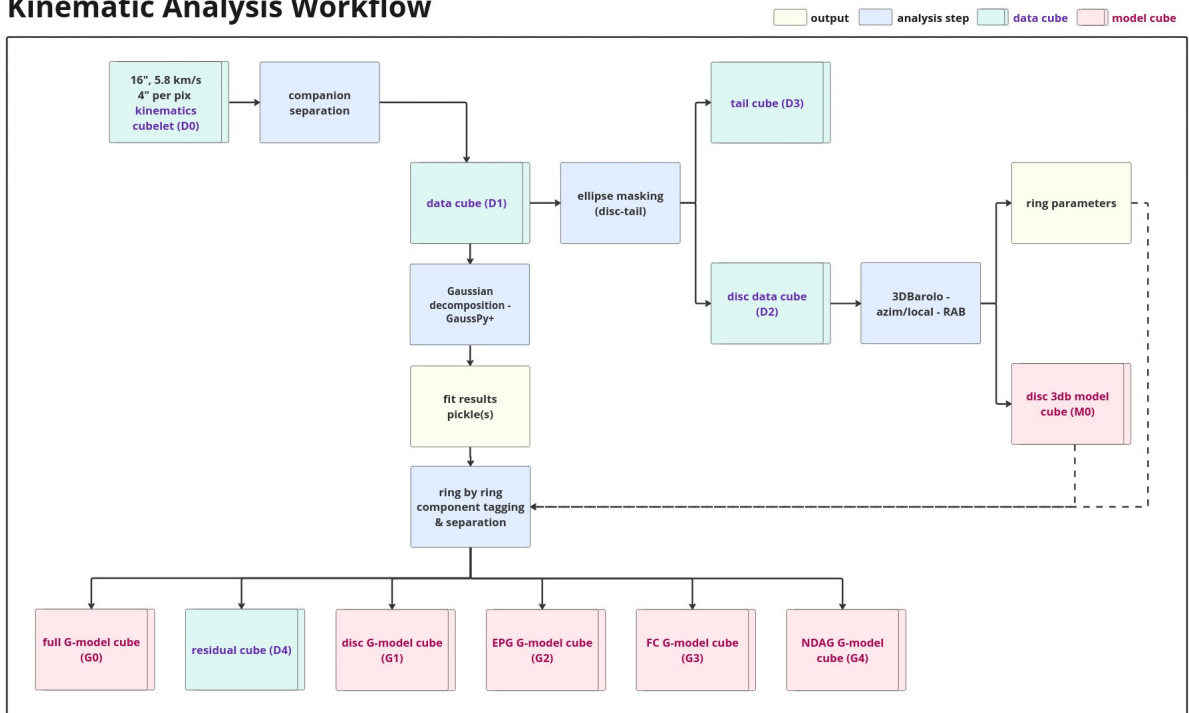 Kinematic Analysis Workflow
output
analysis step
data cube
model cube
16", 5.8 km/s
4" per pix
kinematics
cubelet (D0)
companion
separation
tail cube (D3)
data cube (D1)
ellipse masking
(disc-tail)
ring parameters
Gaussian
decomposition -
GaussPy+
disc data cube
(D2)
3DBarolo -
azim/local - RAB
fit results
pickle(s)
disc 3db model
cube (M0)
ring by ring
component tagging
& separation
full G-model cube
(G0)
residual cube (D4)
disc G-model cube
(G1)
EPG G-model cube
(G2)
FC G-model cube
(G3)
NDAG G-model
cube (G4)